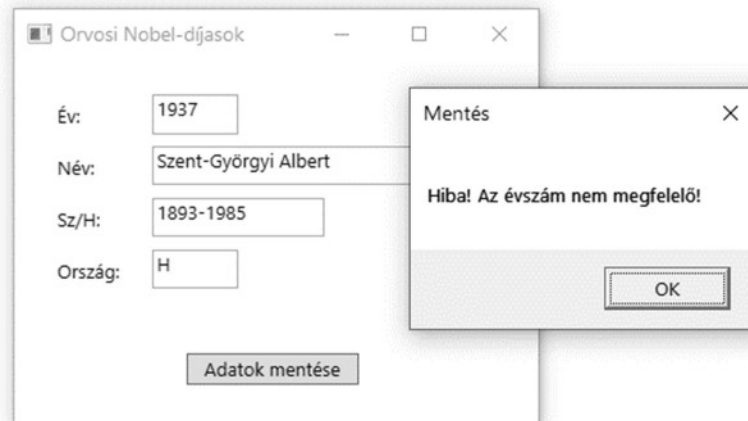 Orvosi Nobel-díjasok
Év: 1937
Név: Szent-Györgyi Albert
Sz/H: 1893-1985
Ország: H
Adatok mentése
Mentés
Hiba! Az évszám nem megfelelő!
OK